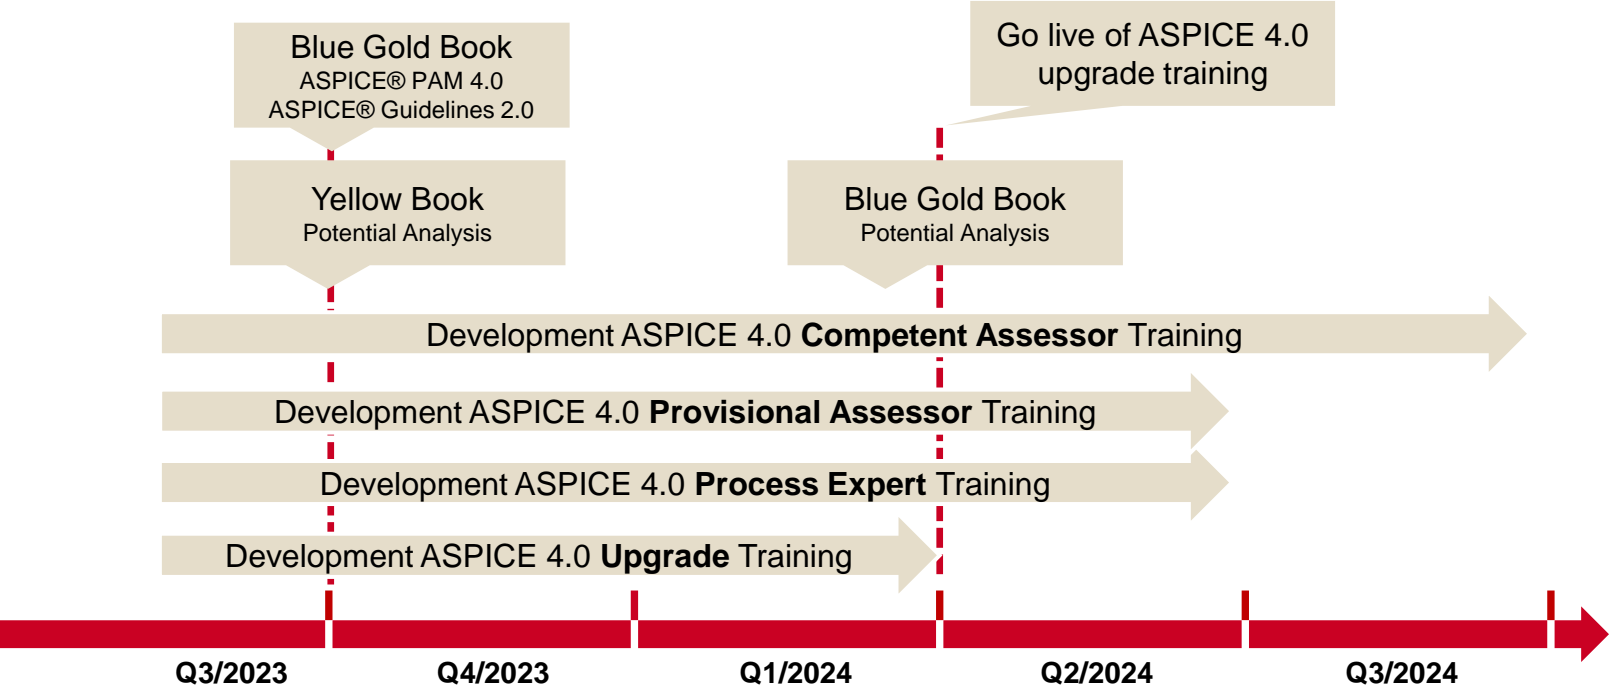 Blue Gold Book
ASPICE® PAM 4.0
ASPICE® Guidelines 2.0
Go live of ASPICE 4.0
upgrade training
Yellow Book
Potential Analysis
Blue Gold Book
Potential Analysis
Development ASPICE 4.0 Competent Assessor Training
Development ASPICE 4.0 Provisional Assessor Training
Development ASPICE 4.0 Process Expert Training
Development ASPICE 4.0 Upgrade Training
Q3/2023 Q4/2023 Q1/2024 Q2/2024 Q3/2024